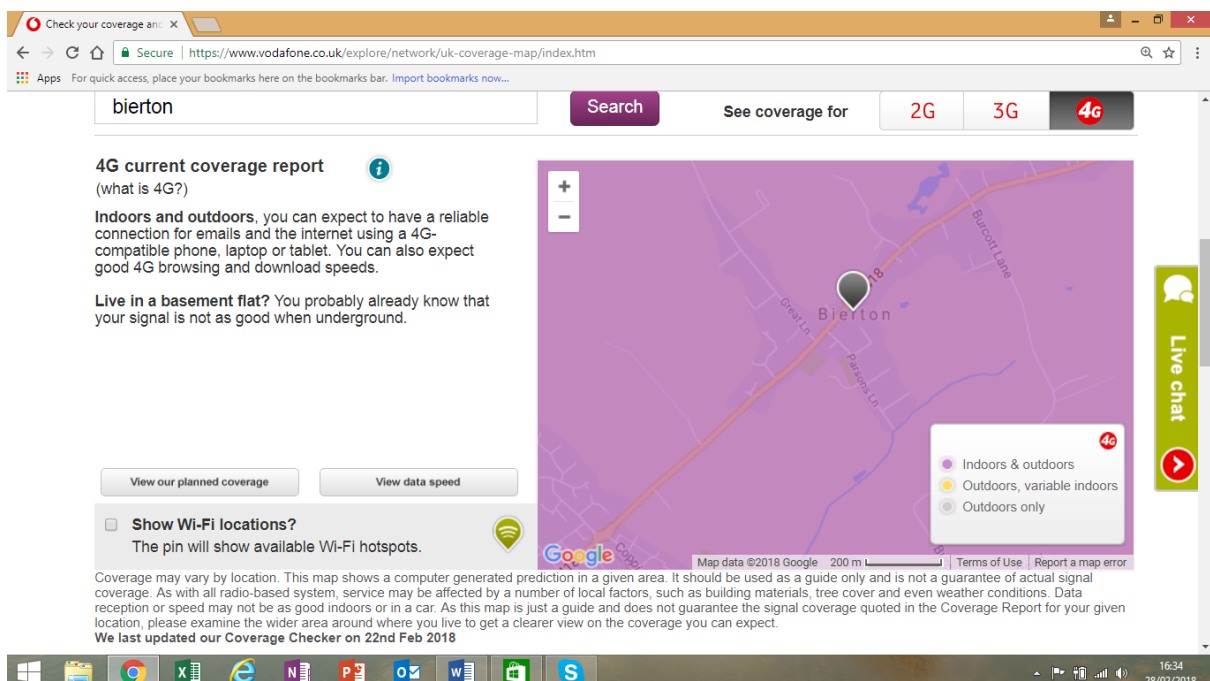 Check your coverage and
Secure | https://www.vodafone.co.uk/explore/network/uk-coverage-map/index.htm
Apps For quick access, place your bookmarks here on the bookmarks bar. Import bookmarks now...
bierton
Search
See coverage for
2G
3G
4G
4G current coverage report
i
(what is 4G?)
Indoors and outdoors, you can expect to have a reliable
connection for emails and the internet using a 4G-
compatible phone, laptop or tablet. You can also expect
good 4G browsing and download speeds.
Live in a basement flat? You probably already know that
your signal is not as good when underground.
View our planned coverage
View data speed
Show Wi-Fi locations?
The pin will show available Wi-Fi hotspots.
+
−
Burcott Lane
18
Great Ln
Bierton
Parsons Ln
4G
Indoors & outdoors
Outdoors, variable indoors
Outdoors only
Google
Map data ©2018 Google 200 m Terms of Use Report a map error
Live chat
Coverage may vary by location. This map shows a computer generated prediction in a given area. It should be used as a guide only and is not a guarantee of actual signal
coverage. As with all radio-based system, service may be affected by a number of local factors, such as building materials, tree cover and even weather conditions. Data
reception or speed may not be as good indoors or in a car. As this map is just a guide and does not guarantee the signal coverage quoted in the Coverage Report for your given
location, please examine the wider area around where you live to get a clearer view on the coverage you can expect.
We last updated our Coverage Checker on 22nd Feb 2018
16:34
28/02/2018